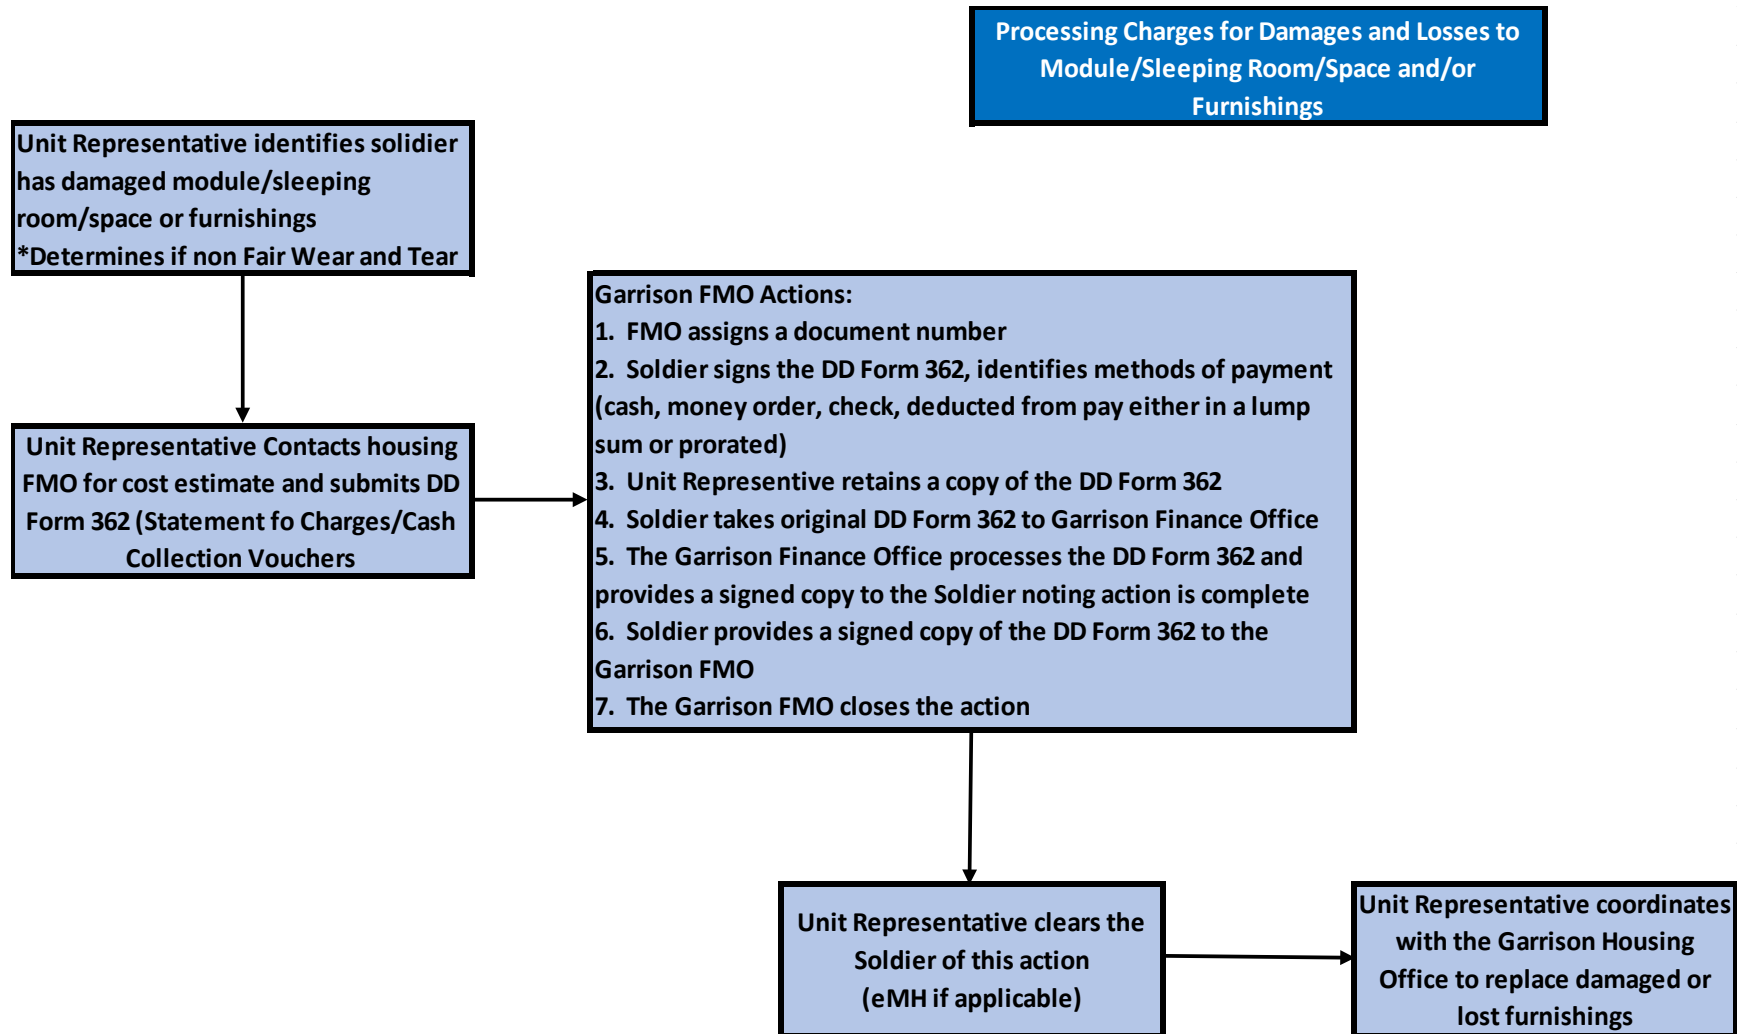 Processing Charges for Damages and Losses to
Module/Sleeping Room/Space and/or
Furnishings
Unit Representative identifies solidier
has damaged module/sleeping
room/space or furnishings
*Determines if non Fair Wear and Tear
Unit Representative Contacts housing
FMO for cost estimate and submits DD
Form 362 (Statement fo Charges/Cash
Collection Vouchers
Garrison FMO Actions:
1. FMO assigns a document number
2. Soldier signs the DD Form 362, identifies methods of payment
(cash, money order, check, deducted from pay either in a lump
sum or prorated)
3. Unit Representive retains a copy of the DD Form 362
4. Soldier takes original DD Form 362 to Garrison Finance Office
5. The Garrison Finance Office processes the DD Form 362 and
provides a signed copy to the Soldier noting action is complete
6. Soldier provides a signed copy of the DD Form 362 to the
Garrison FMO
7. The Garrison FMO closes the action
Unit Representative clears the
Soldier of this action
(eMH if applicable)
Unit Representative coordinates
with the Garrison Housing
Office to replace damaged or
lost furnishings